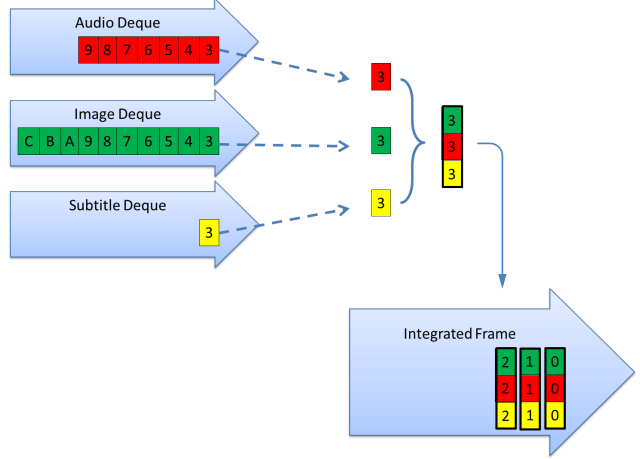 Audio Deque
9 8 7 6 5 4 3
3
Image Deque
C B A 9 8 7 6 5 4 3
3
3
3
3
Subtitle Deque
3
3
Integrated Frame
2 1 0
2 1 0
2 1 0